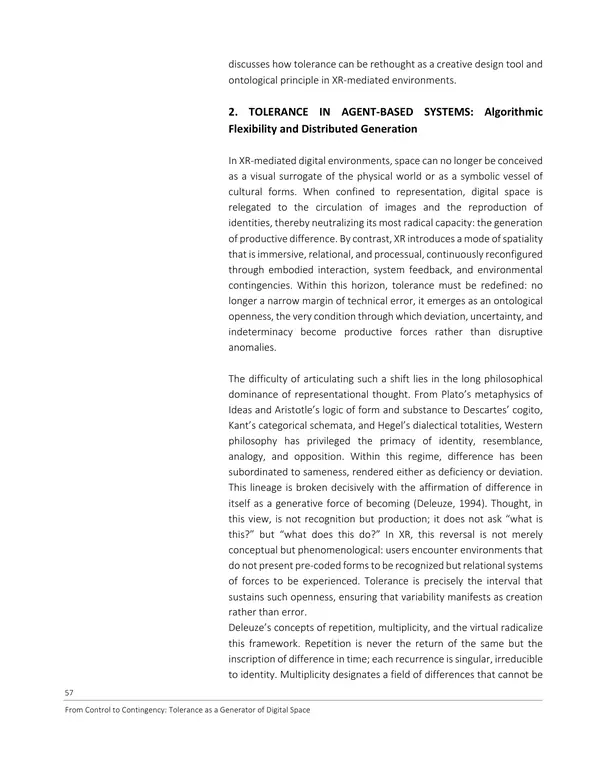 discusses how tolerance can be rethought as a creative design tool and
ontological principle in XR-mediated environments.
2. TOLERANCE IN AGENT-BASED SYSTEMS: Algorithmic
Flexibility and Distributed Generation
In XR-mediated digital environments, space can no longer be conceived
as a visual surrogate of the physical world or as a symbolic vessel of
cultural forms. When confined to representation, digital space is
relegated to the circulation of images and the reproduction of
identities, thereby neutralizing its most radical capacity: the generation
of productive difference. By contrast, XR introduces a mode of spatiality
that is immersive, relational, and processual, continuously reconfigured
through embodied interaction, system feedback, and environmental
contingencies. Within this horizon, tolerance must be redefined: no
longer a narrow margin of technical error, it emerges as an ontological
openness, the very condition through which deviation, uncertainty, and
indeterminacy become productive forces rather than disruptive
anomalies.
The difficulty of articulating such a shift lies in the long philosophical
dominance of representational thought. From Plato’s metaphysics of
Ideas and Aristotle’s logic of form and substance to Descartes’ cogito,
Kant’s categorical schemata, and Hegel’s dialectical totalities, Western
philosophy has privileged the primacy of identity, resemblance,
analogy, and opposition. Within this regime, difference has been
subordinated to sameness, rendered either as deficiency or deviation.
This lineage is broken decisively with the affirmation of difference in
itself as a generative force of becoming (Deleuze, 1994). Thought, in
this view, is not recognition but production; it does not ask “what is
this?” but “what does this do?” In XR, this reversal is not merely
conceptual but phenomenological: users encounter environments that
do not present pre-coded forms to be recognized but relational systems
of forces to be experienced. Tolerance is precisely the interval that
sustains such openness, ensuring that variability manifests as creation
rather than error.
Deleuze’s concepts of repetition, multiplicity, and the virtual radicalize
this framework. Repetition is never the return of the same but the
inscription of difference in time; each recurrence is singular, irreducible
to identity. Multiplicity designates a field of differences that cannot be
57
From Control to Contingency: Tolerance as a Generator of Digital Space